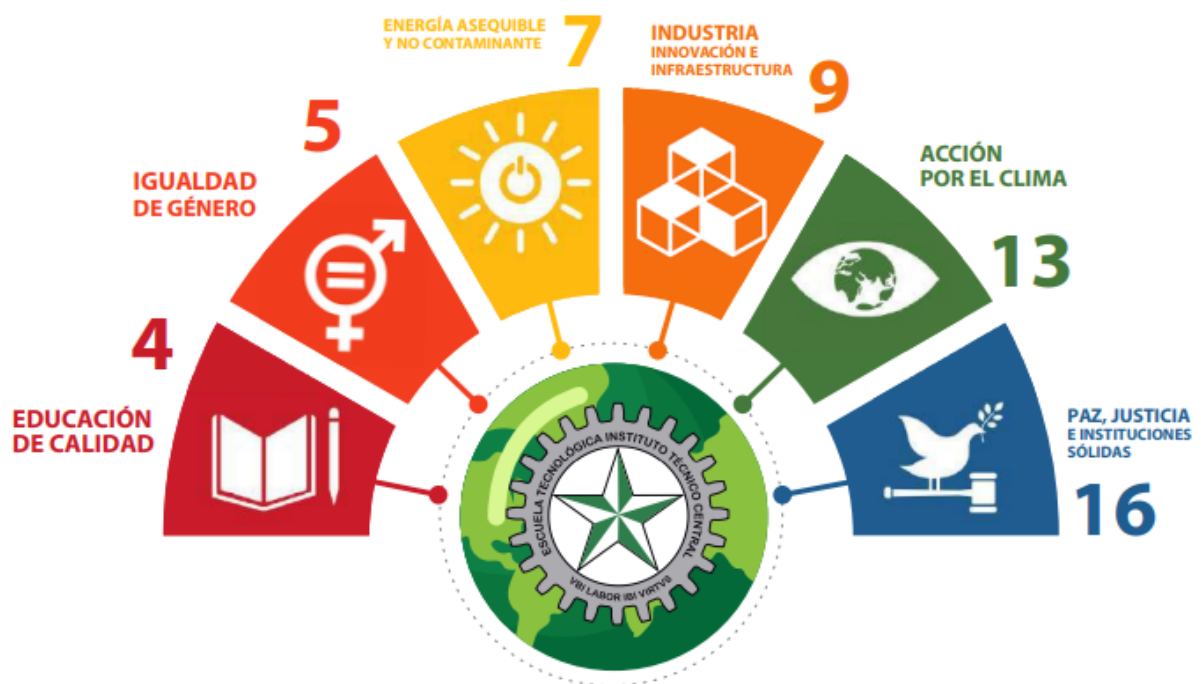 4
EDUCACIÓN
DE CALIDAD
5
IGUALDAD
DE GÉNERO
7
ENERGÍA ASEQUIBLE
Y NO CONTAMINANTE
INDUSTRIA
INNOVACIÓN E
INFRAESTRUCTURA
9
ACCIÓN
POR EL CLIMA
13
PAZ, JUSTICIA
E INSTITUCIONES
SÓLIDAS
16
ESCUELA TECNOLÓGICA INSTITUTO TÉCNICO CENTRAL
VBI LABOR IBI VIRTVS